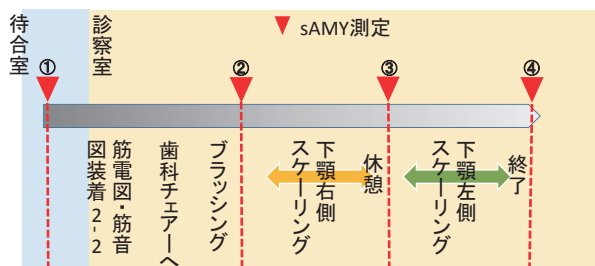 待合室
診察室
▼ sAMY測定
①
②
③
④
筋電図・筋音
図装着 2-2
歯科チェアーへ
ブラッシング
下顎右側
スケーリング
休憩
下顎左側
スケーリング
終了